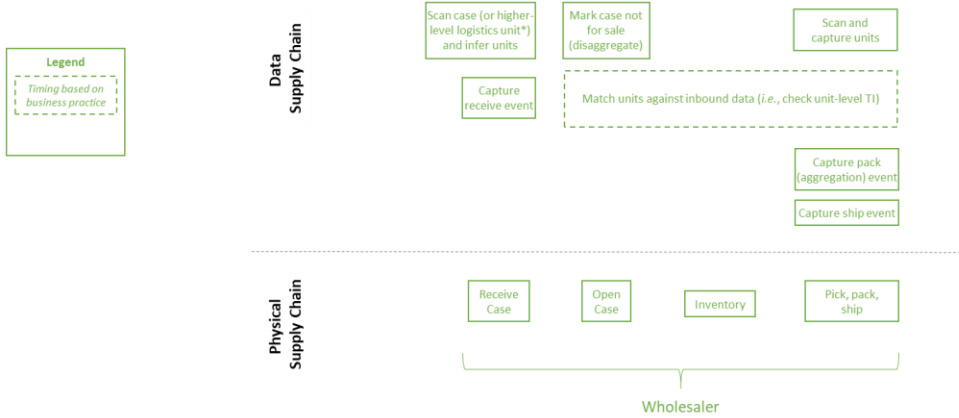 Legend
Timing based on
business practice
Data
Supply Chain
Scan case (or higher-
level logistics unit*)
and infer units
Mark case not
for sale
(disaggregate)
Scan and
capture units
Capture
receive event
Match units against inbound data (i.e., check unit-level TI)
Capture pack
(aggregation) event
Capture ship event
Physical
Supply Chain
Receive
Case
Open
Case
Inventory
Pick, pack,
ship
Wholesaler